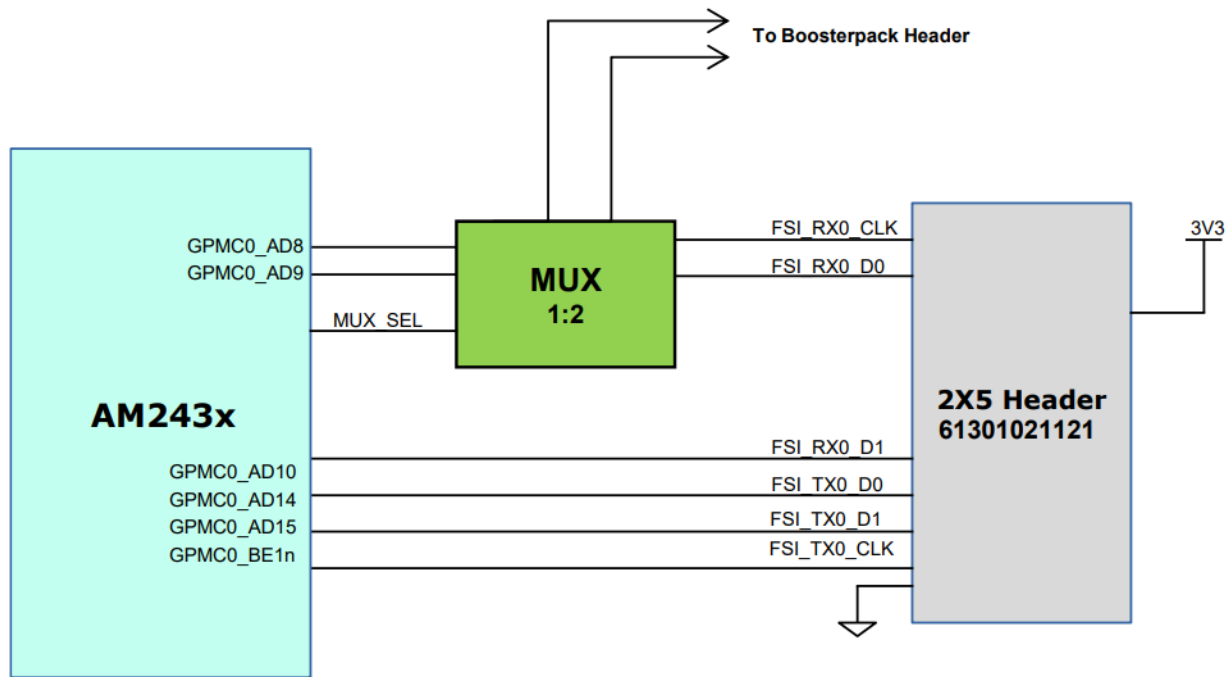 To Boosterpack Header
GPMC0_AD8
GPMC0_AD9
MUX_SEL
MUX
1:2
FSI_RX0_CLK
FSI_RX0_D0
3V3
AM243x
2X5 Header
61301021121
GPMC0_AD10
GPMC0_AD14
GPMC0_AD15
GPMC0_BE1n
FSI_RX0_D1
FSI_TX0_D0
FSI_TX0_D1
FSI_TX0_CLK